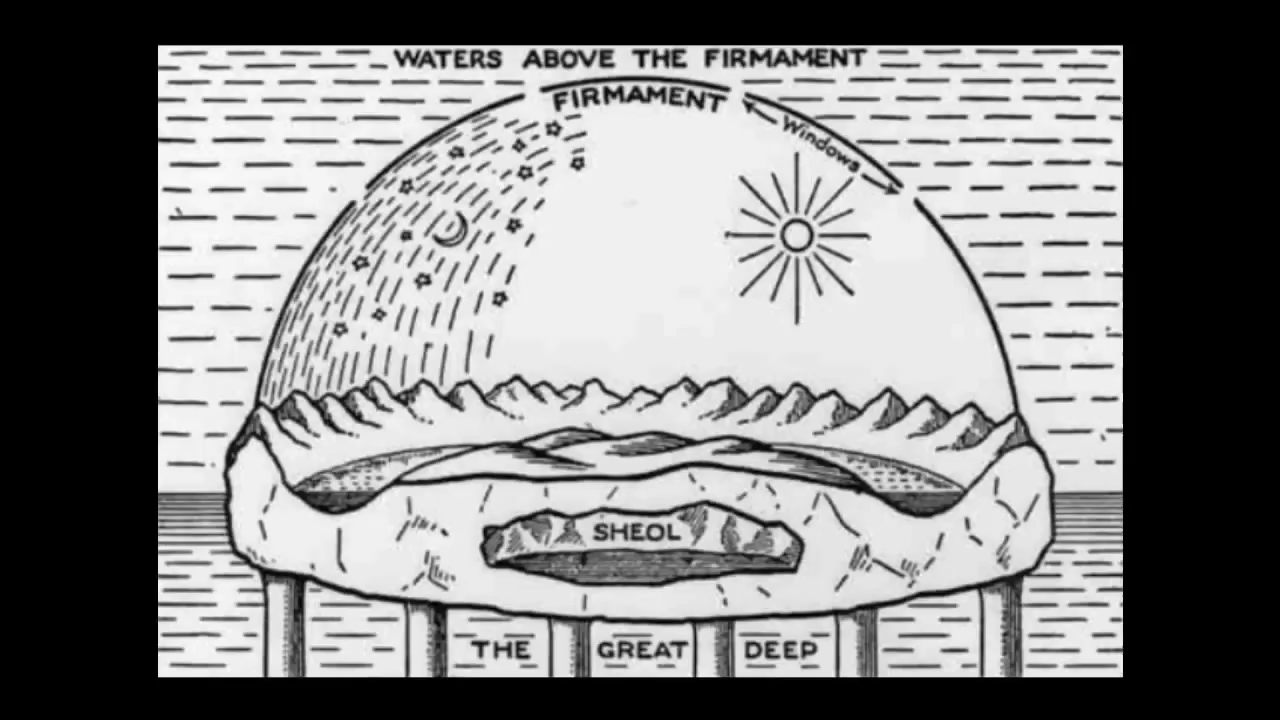 WATERS ABOVE THE FIRMAMENT
FIRMAMENT
Windows
SHEOL
THE GREAT DEEP